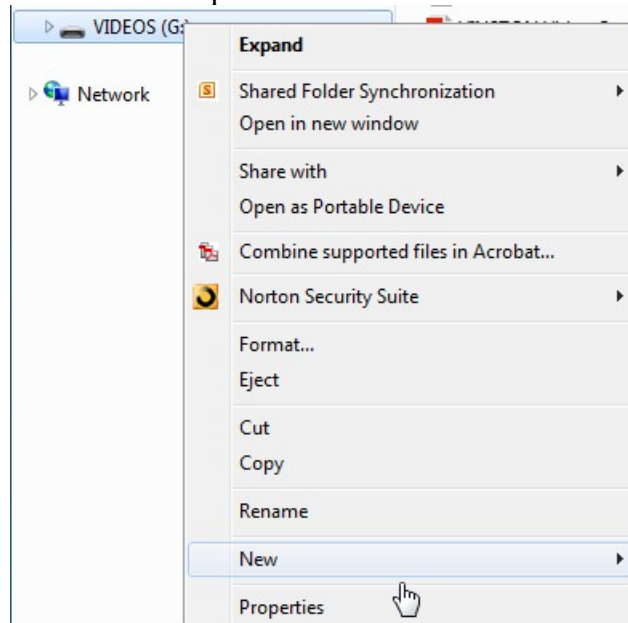 VIDEOS (G:
Expand
Network
Shared Folder Synchronization
Open in new window
Share with
Open as Portable Device
Combine supported files in Acrobat...
Norton Security Suite
Format...
Eject
Cut
Copy
Rename
New
Properties